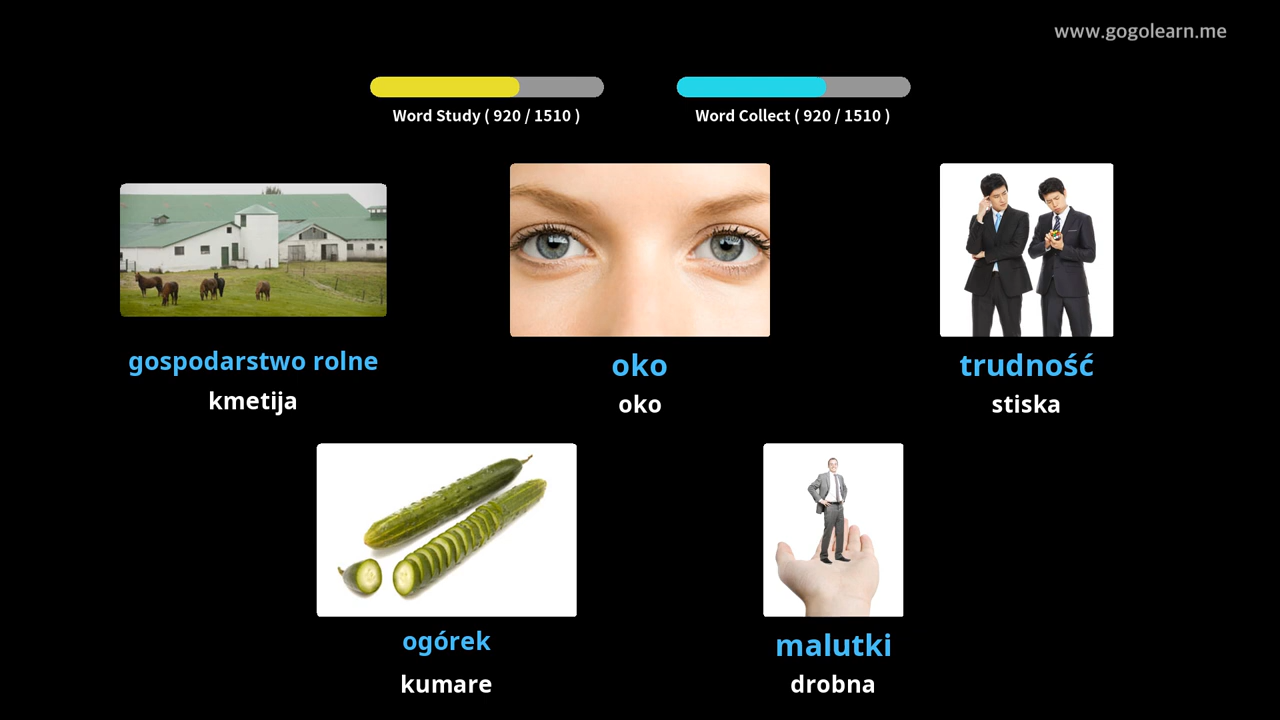 www.gogolearn.me
Word Study ( 920 / 1510 )
Word Collect ( 920 / 1510 )
gospodarstwo rolne
kmetija
oko
oko
trudność
stiska
ogórek
kumare
malutki
drobna